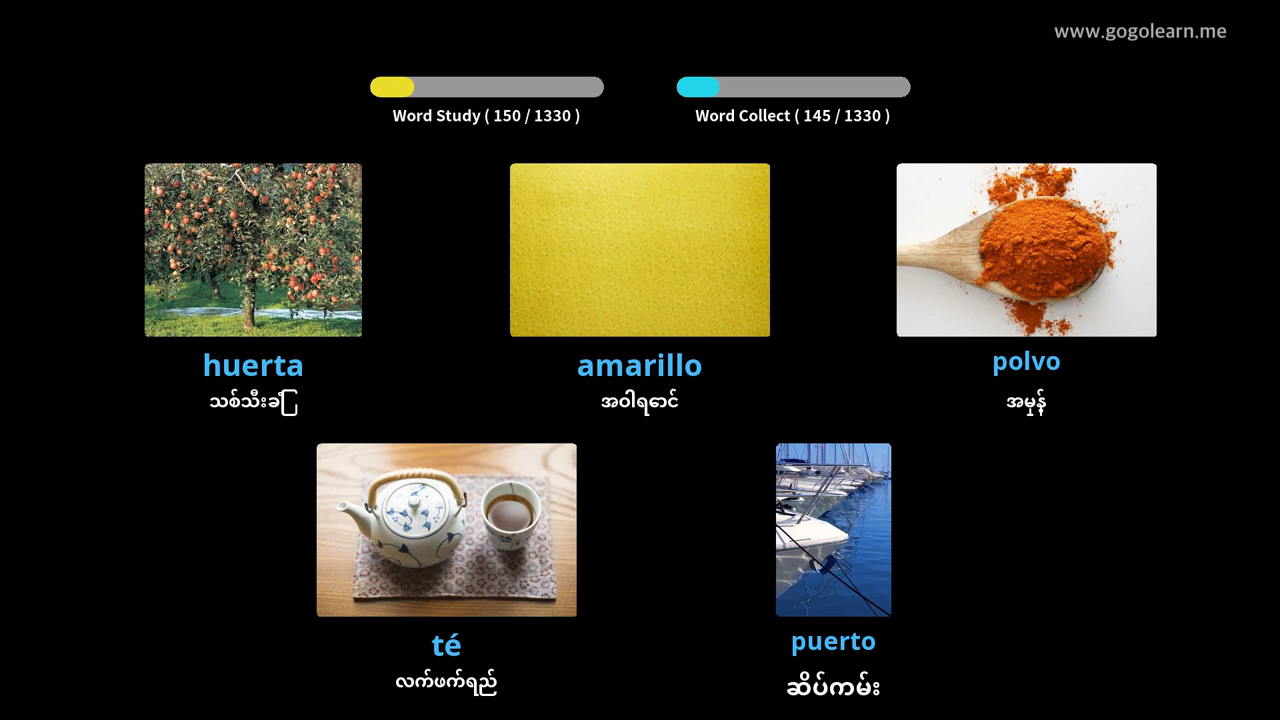 www.gogolearn.me
Word Study ( 150 / 1330 )
Word Collect ( 145 / 1330 )
huerta
သစ်သီးခြံ
amarillo
အဝါရောင်
polvo
အမှုန့်
té
လက်ဖက်ရည်
puerto
ဆိပ်ကမ်း